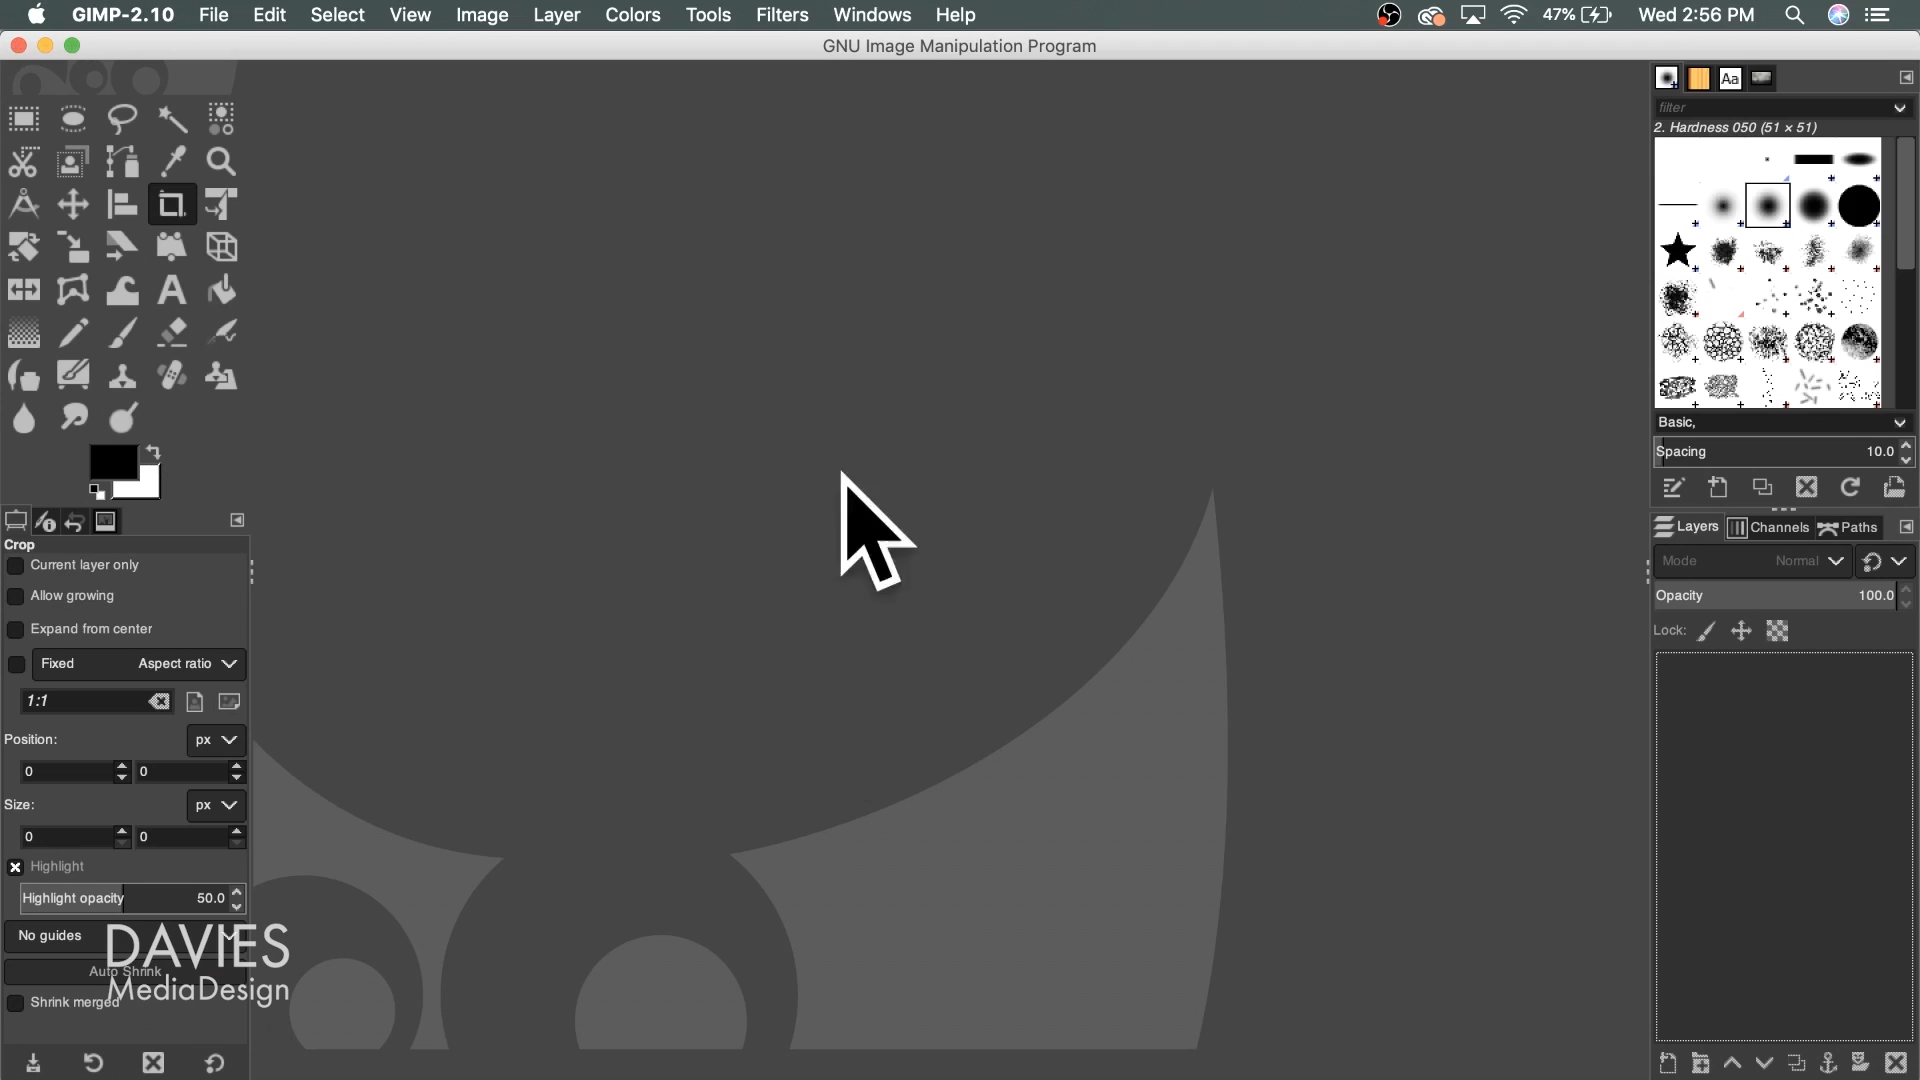 GIMP-2.10 File Edit Select View Image Layer Colors Tools Filters Windows Help 47% Wed 2:56 PM
GNU Image Manipulation Program
Aa
filter
2. Hardness 050 (51 × 51)
Basic,
Spacing 10.0
Layers Channels Paths
Mode Normal
Opacity 100.0
Lock:
Crop
Current layer only
Allow growing
Expand from center
Fixed Aspect ratio
1:1
Position: px
0 0
Size: px
0 0
Highlight
Highlight opacity 50.0
No guides
Auto Shrink
Shrink merged
DAVIES
MediaDesign